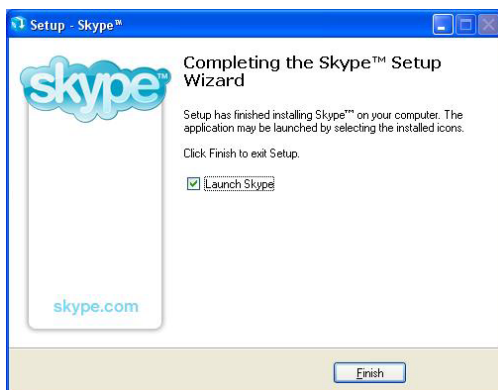 Setup - Skype™
skype™
Completing the Skype™ Setup
Wizard
Setup has finished installing Skype™ on your computer. The
application may be launched by selecting the installed icons.
Click Finish to exit Setup.
Launch Skype
skype.com
Finish